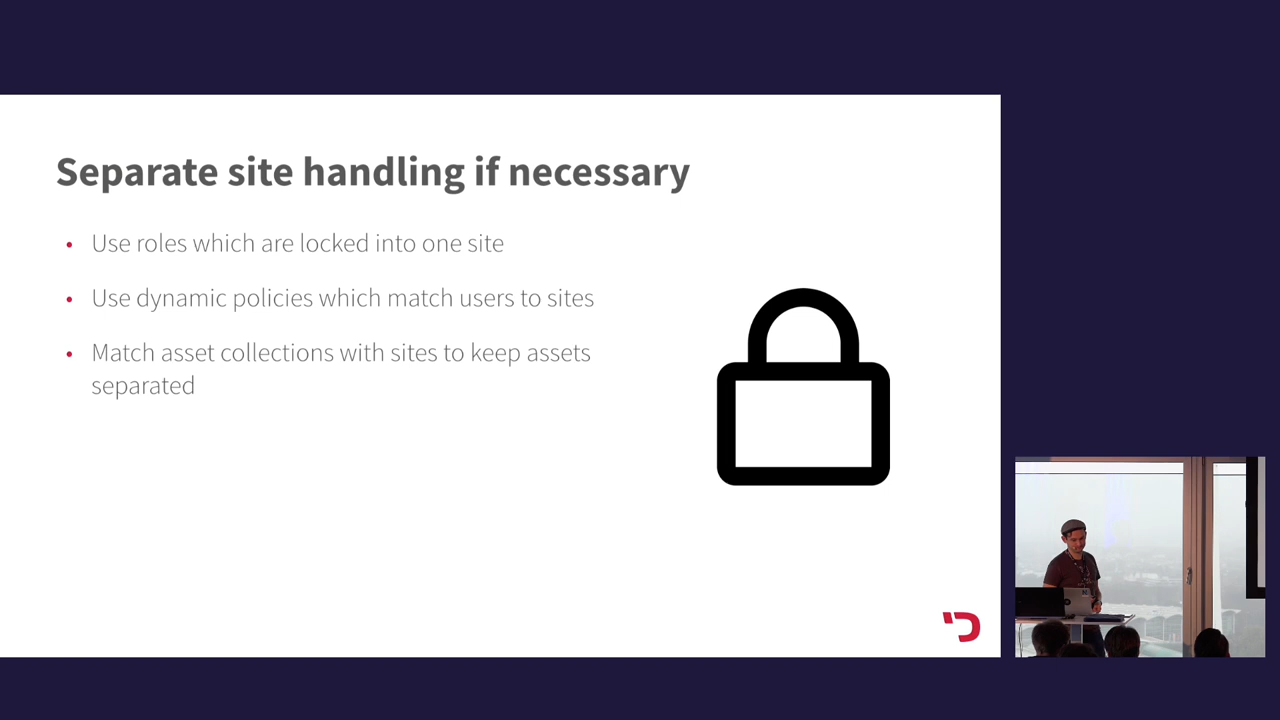 Separate site handling if necessary
• Use roles which are locked into one site
• Use dynamic policies which match users to sites
• Match asset collections with sites to keep assets
separated